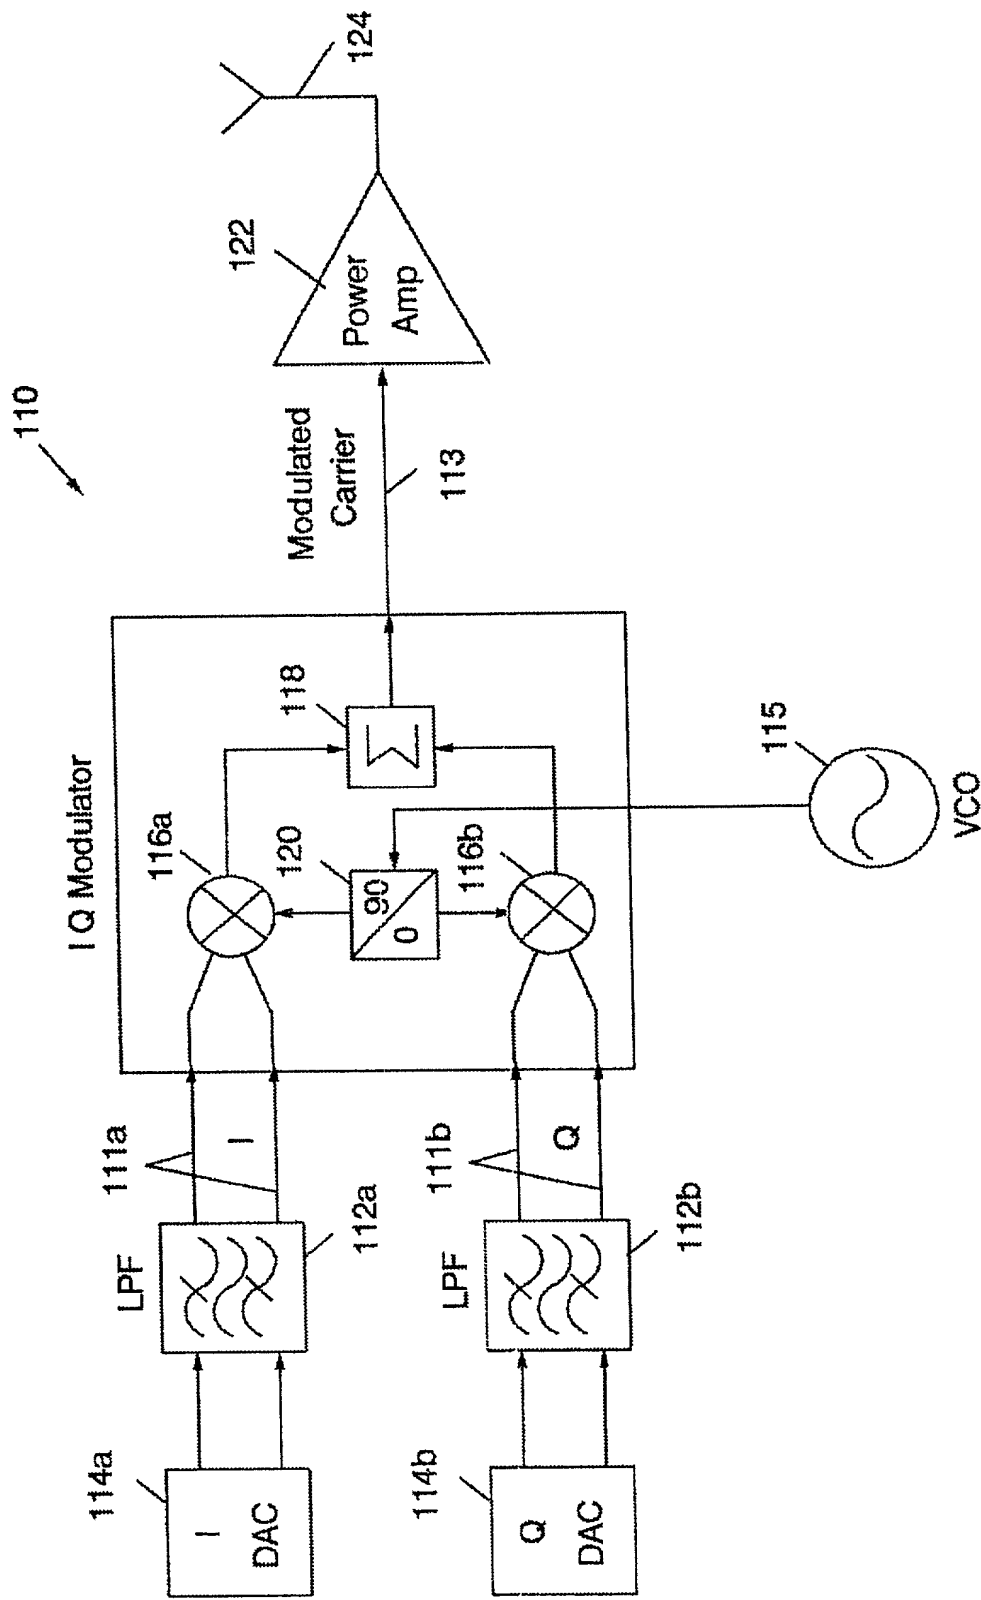 110
I Q Modulator
114a
I
DAC
LPF
112a
111a
I
116a
120
90
0
118
Σ
Modulated
Carrier
113
122
Power
Amp
124
114b
Q
DAC
LPF
112b
111b
Q
116b
115
VCO